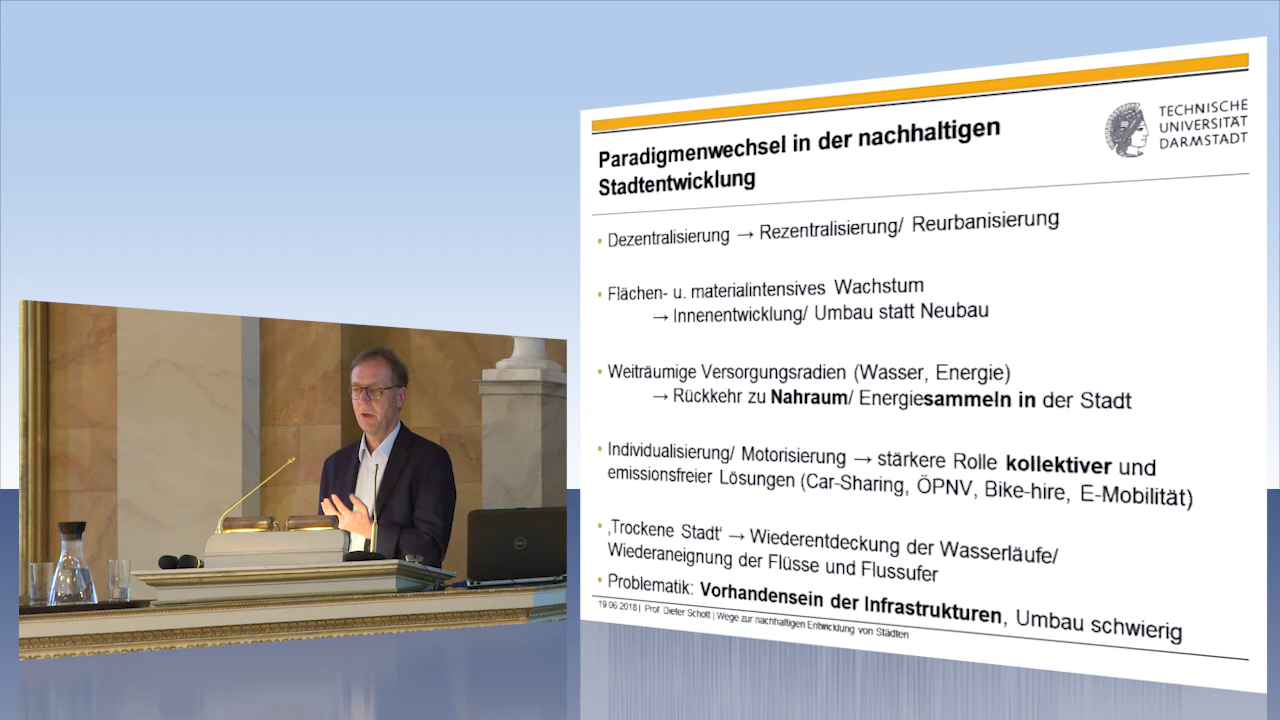 TECHNISCHE
UNIVERSITÄT
DARMSTADT
Paradigmenwechsel in der nachhaltigen
Stadtentwicklung
• Dezentralisierung → Rezentralisierung/ Reurbanisierung
• Flächen- u. materialintensives Wachstum
→ Innenentwicklung/ Umbau statt Neubau
• Weiträumige Versorgungsradien (Wasser, Energie)
→ Rückkehr zu Nahraum/ Energiesammeln in der Stadt
• Individualisierung/ Motorisierung → stärkere Rolle kollektiver und
emissionsfreier Lösungen (Car-Sharing, ÖPNV, Bike-hire, E-Mobilität)
• ‚Trockene Stadt‘ → Wiederentdeckung der Wasserläufe/
Wiederaneignung der Flüsse und Flussufer
• Problematik: Vorhandensein der Infrastrukturen, Umbau schwierig
19.06.2018 | Prof Dieter Schott | Wege zur nachhaltigen Entwicklung von Städten
DELL